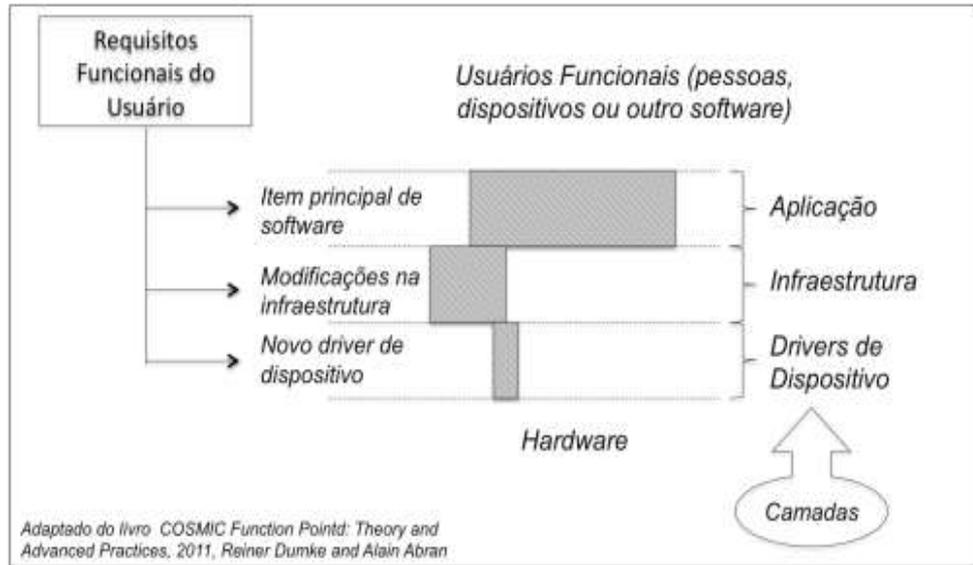 Requisitos
Funcionais do
Usuário
Usuários Funcionais (pessoas,
dispositivos ou outro software)
Item principal de
software
Aplicação
Modificações na
infraestrutura
Infraestrutura
Novo driver de
dispositivo
Drivers de
Dispositivo
Hardware
Camadas
Adaptado do livro COSMIC Function Pointd: Theory and
Advanced Practices, 2011, Reiner Dumke and Alain Abran